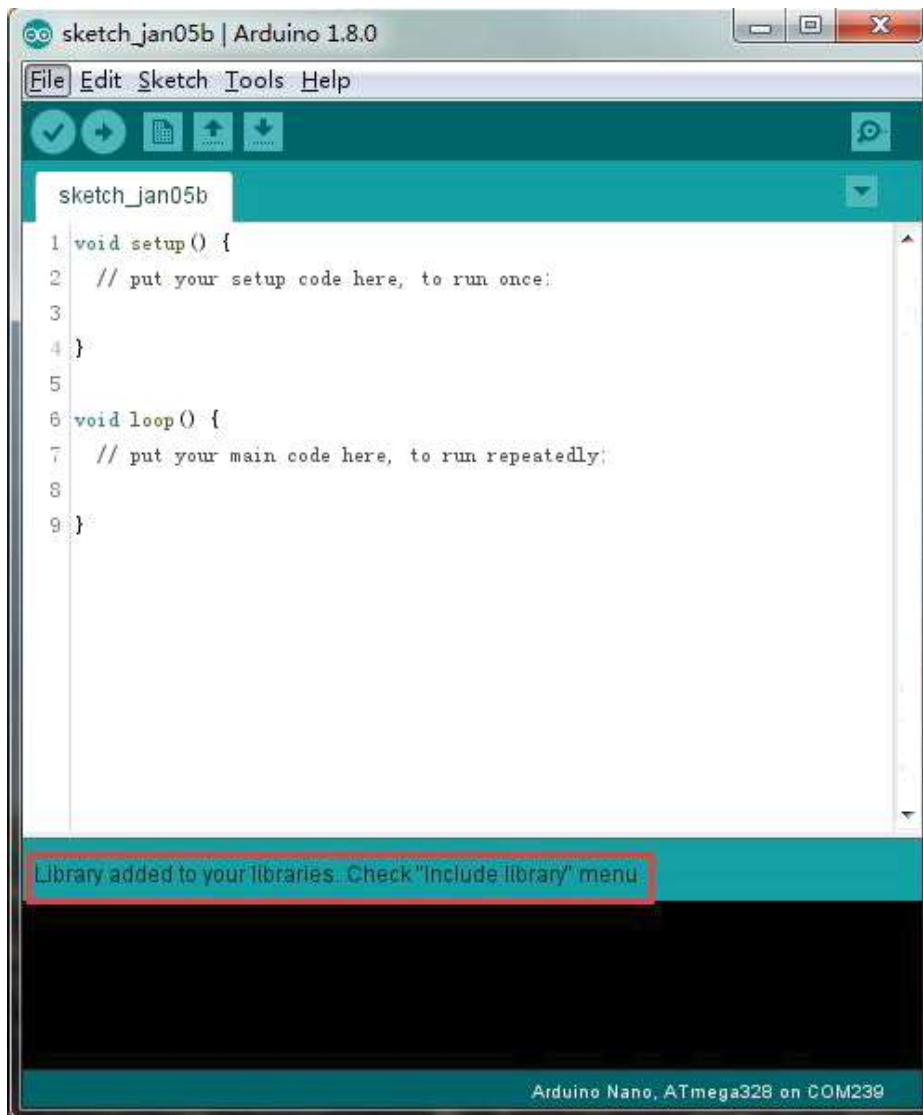 sketch_jan05b | Arduino 1.8.0
File Edit Sketch Tools Help
sketch_jan05b
1 void setup() {
2 // put your setup code here, to run once:
3
4 }
5
6 void loop() {
7 // put your main code here, to run repeatedly:
8
9 }
Library added to your libraries. Check "Include library" menu
Arduino Nano, ATmega328 on COM239